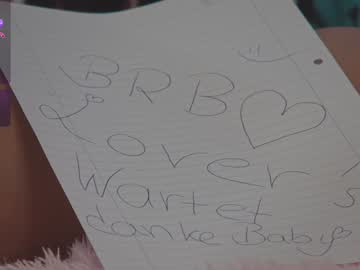 BRB ♡
Lover's
Wartet
danke Baby♡